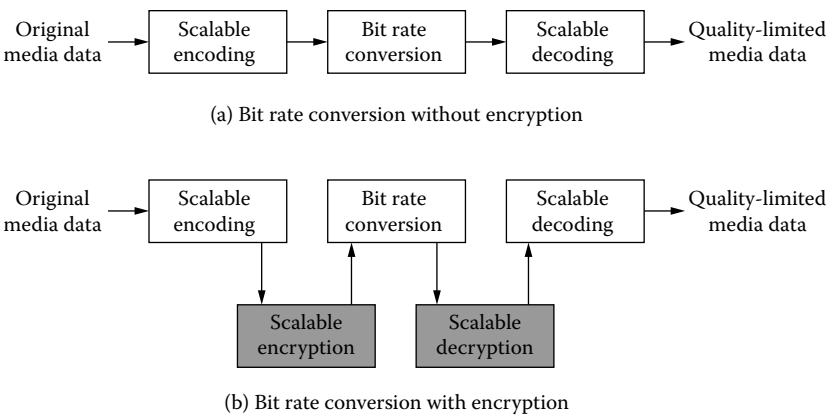 Original
media data
Scalable
encoding
Bit rate
conversion
Scalable
decoding
Quality-limited
media data
(a) Bit rate conversion without encryption
Original
media data
Scalable
encoding
Bit rate
conversion
Scalable
decoding
Quality-limited
media data
Scalable
encryption
Scalable
decryption
(b) Bit rate conversion with encryption